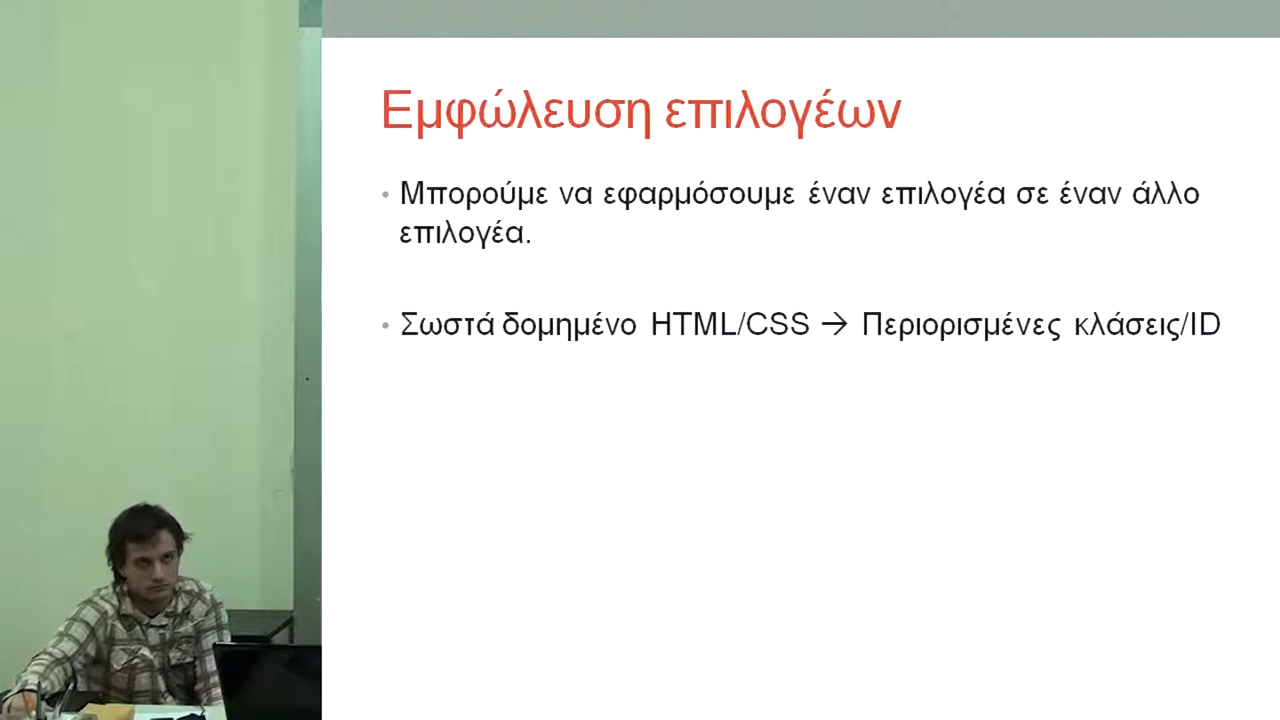 Εμφώλευση επιλογέων
• Μπορούμε να εφαρμόσουμε έναν επιλογέα σε έναν άλλο
επιλογέα.
• Σωστά δομημένο HTML/CSS → Περιορισμένες κλάσεις/ID